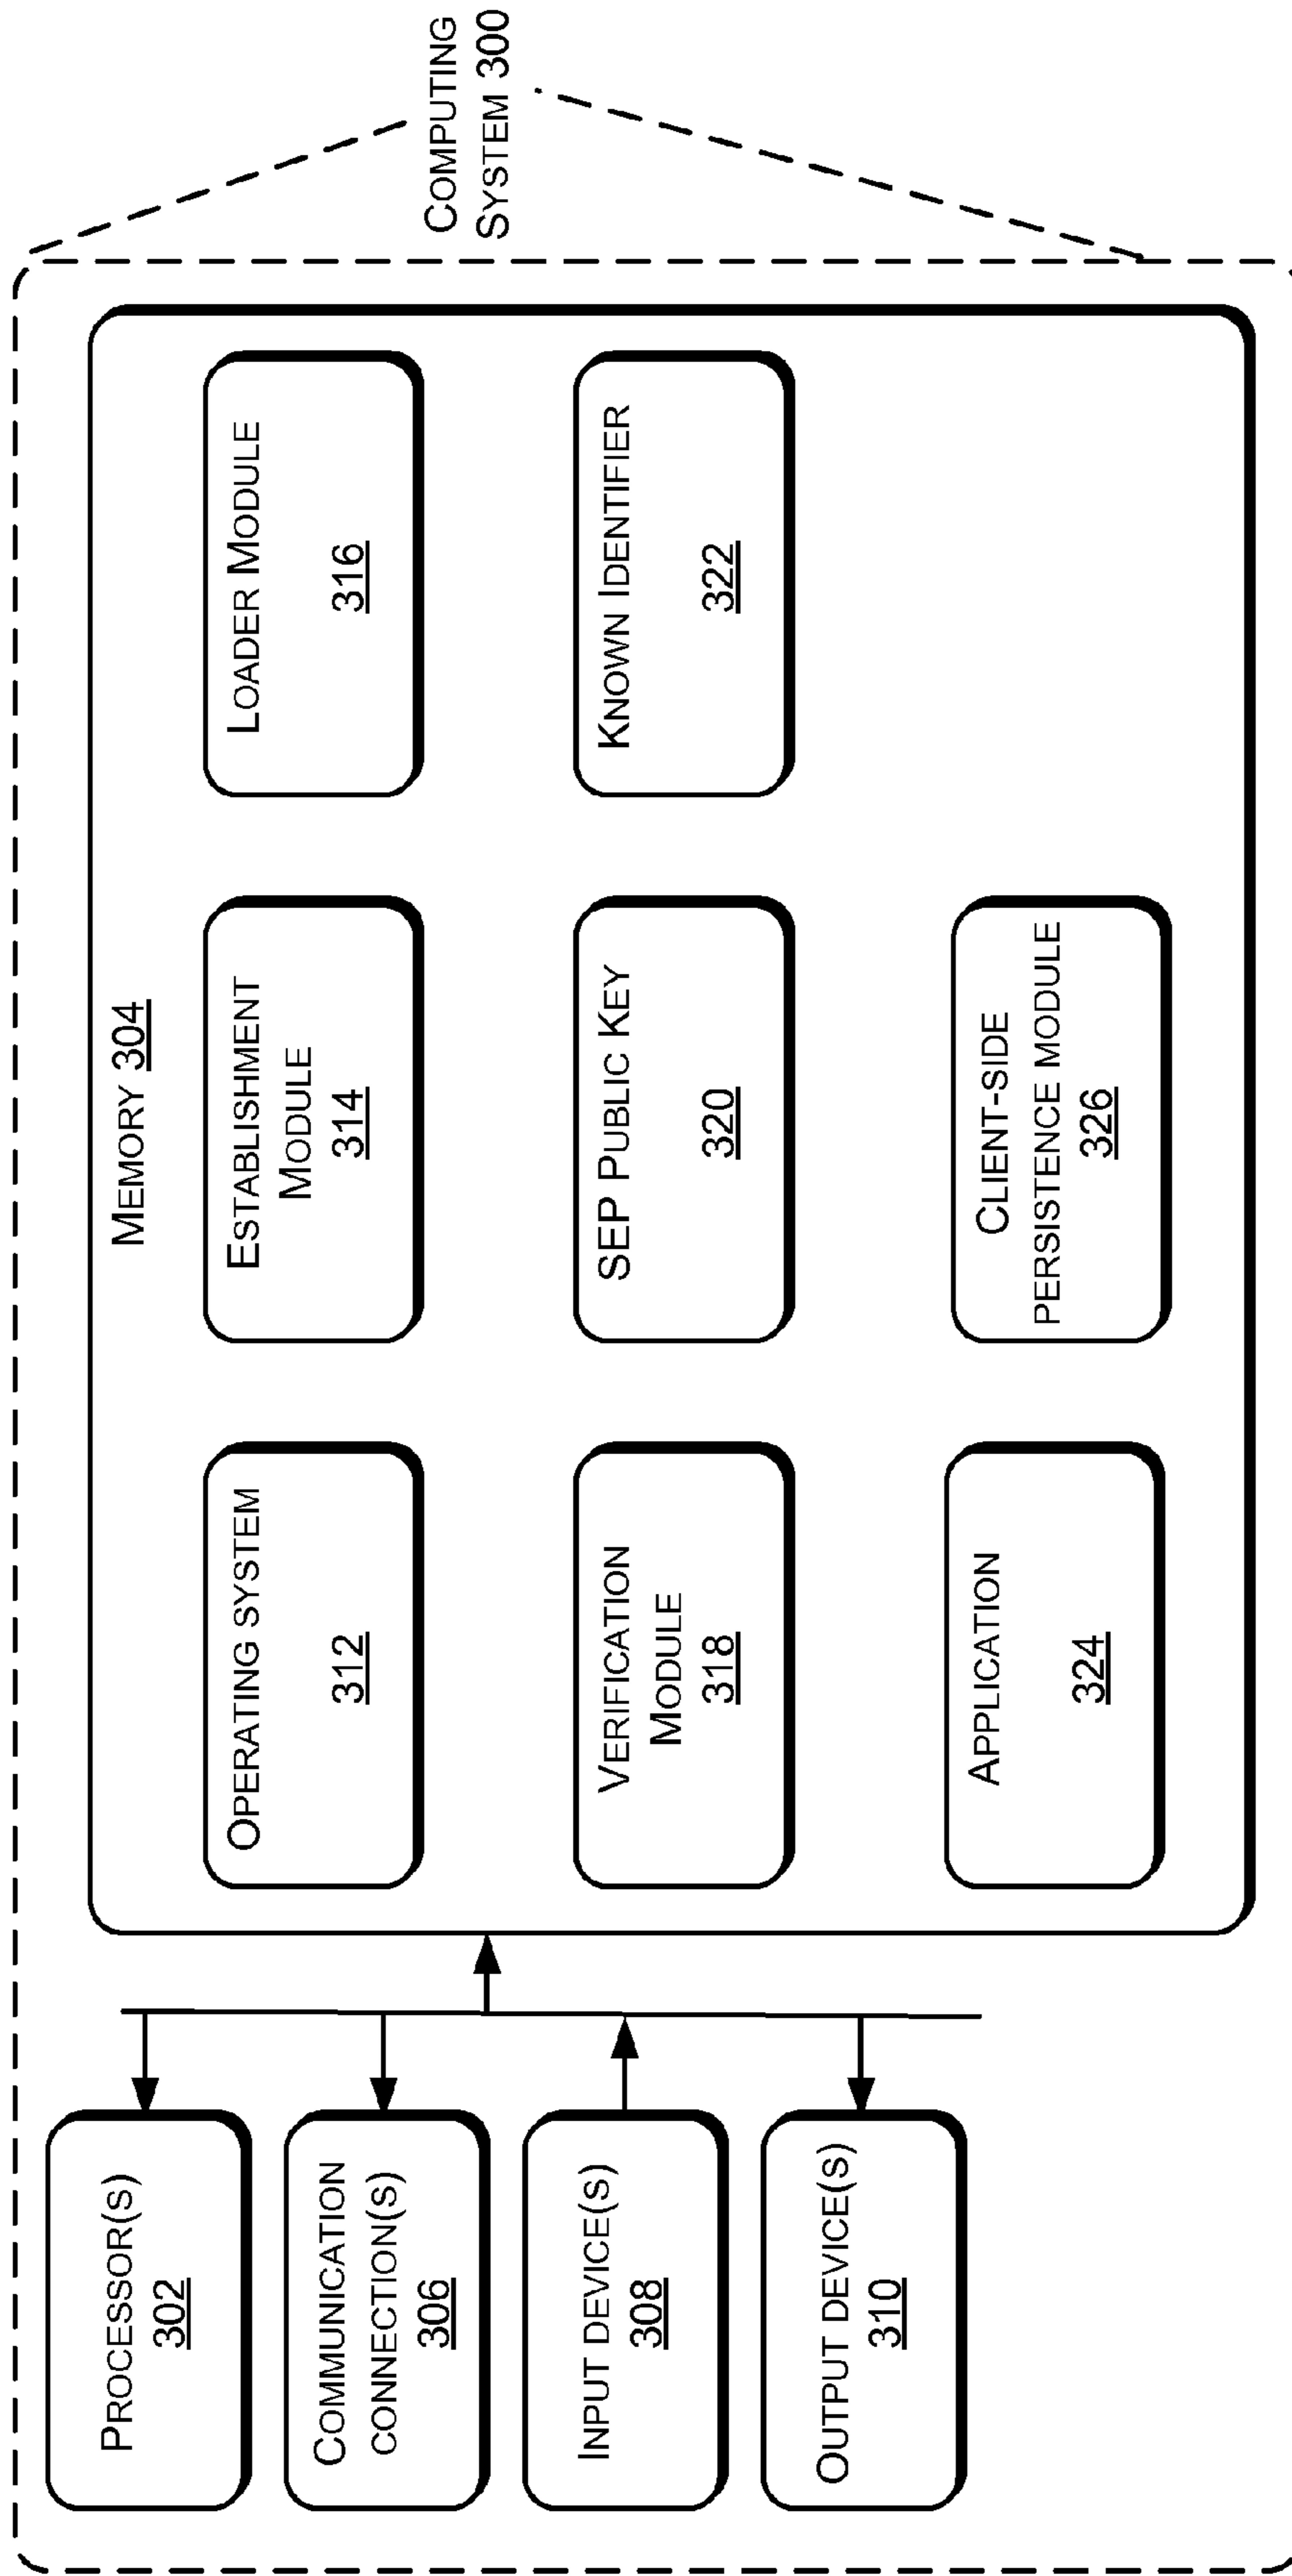 COMPUTING
SYSTEM 300
PROCESSOR(S)
302
COMMUNICATION
CONNECTION(S)
306
INPUT DEVICE(S)
308
OUTPUT DEVICE(S)
310
MEMORY 304
OPERATING SYSTEM
312
ESTABLISHMENT
MODULE
314
LOADER MODULE
316
VERIFICATION
MODULE
318
SEP PUBLIC KEY
320
KNOWN IDENTIFIER
322
APPLICATION
324
CLIENT-SIDE
PERSISTENCE MODULE
326